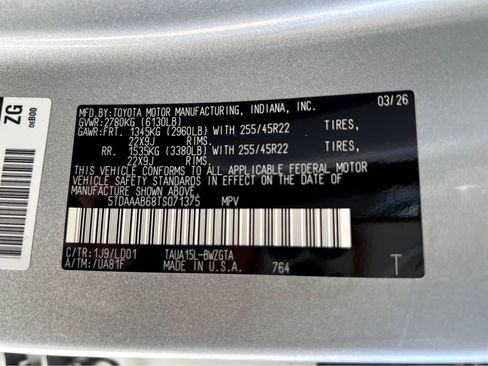 MFD.BY:TOYOTA MOTOR MANUFACTURING, INDIANA, INC. 03/26
GVWR:2780KG (6130LB)
GAWR:FRT. 1345KG (2960LB) WITH 255/45R22 TIRES,
22X9J RIMS.
RR. 1535KG (3380LB) WITH 255/45R22 TIRES,
22X9J RIMS.
THIS VEHICLE CONFORMS TO ALL APPLICABLE FEDERAL MOTOR
VEHICLE SAFETY STANDARDS IN EFFECT ON THE DATE OF
MANUFACTURE SHOWN ABOVE.
5TDAAAB68TS071375 MPV
C/TR:1J9/LD01 TAUA15L-BWZGTA
A/TM:/UA81F MADE IN U.S.A. 764 T
ZG